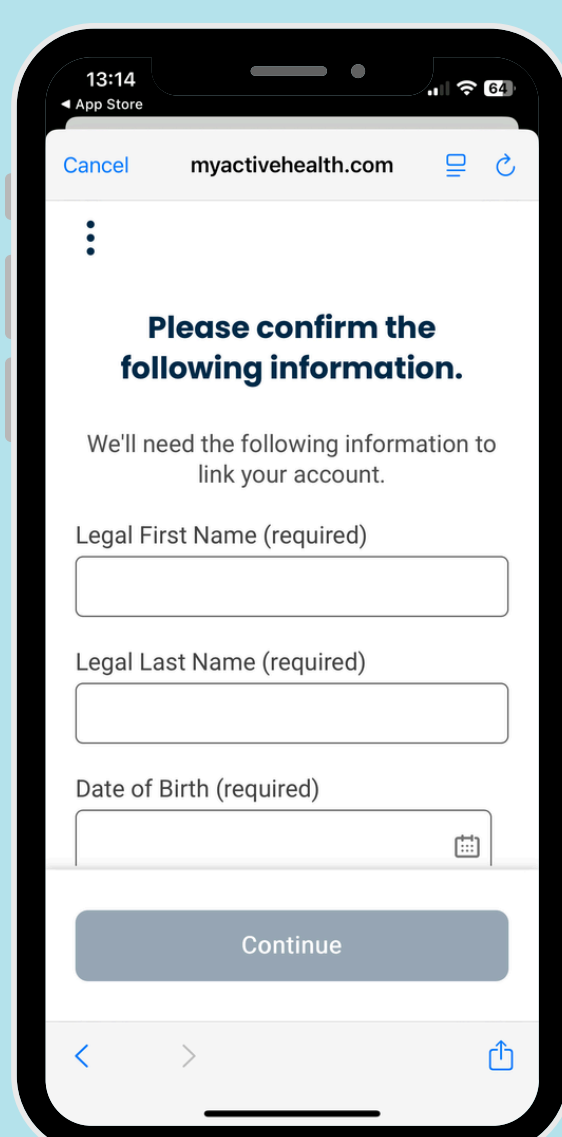 13:14
64
◀ App Store
Cancel
myactivehealth.com
Please confirm the
following information.
We'll need the following information to
link your account.
Legal First Name (required)
Legal Last Name (required)
Date of Birth (required)
Continue